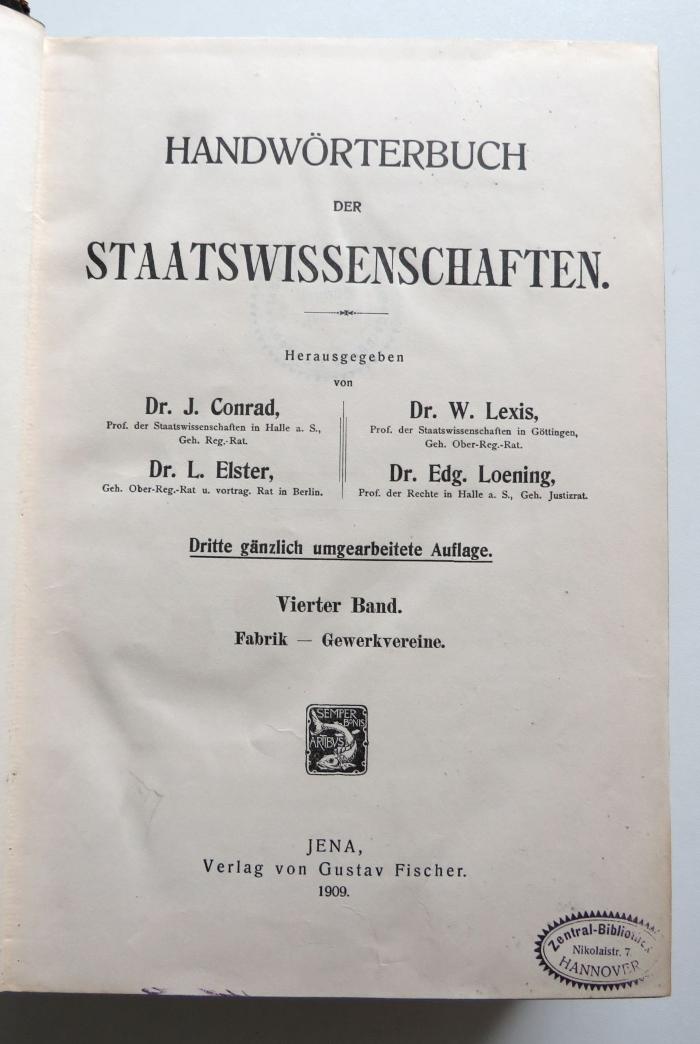 HANDWÖRTERBUCH
DER
STAATSWISSENSCHAFTEN.
Herausgegeben
von
Dr. J. Conrad,
Prof. der Staatswissenschaften in Halle a. S.,
Geh. Reg.-Rat.
Dr. L. Elster,
Geh. Ober-Reg.-Rat u. vortrag. Rat in Berlin.
Dr. W. Lexis,
Prof. der Staatswissenschaften in Göttingen,
Geh. Ober-Reg.-Rat.
Dr. Edg. Loening,
Prof. der Rechte in Halle a. S., Geh. Justizrat.
Dritte gänzlich umgearbeitete Auflage.
Vierter Band.
Fabrik — Gewerkvereine.
SEMPER
BONIS
ARTIBVS
JENA,
Verlag von Gustav Fischer.
1909.
Zentral-Bibliothek
Nikolaistr. 7
HANNOVER